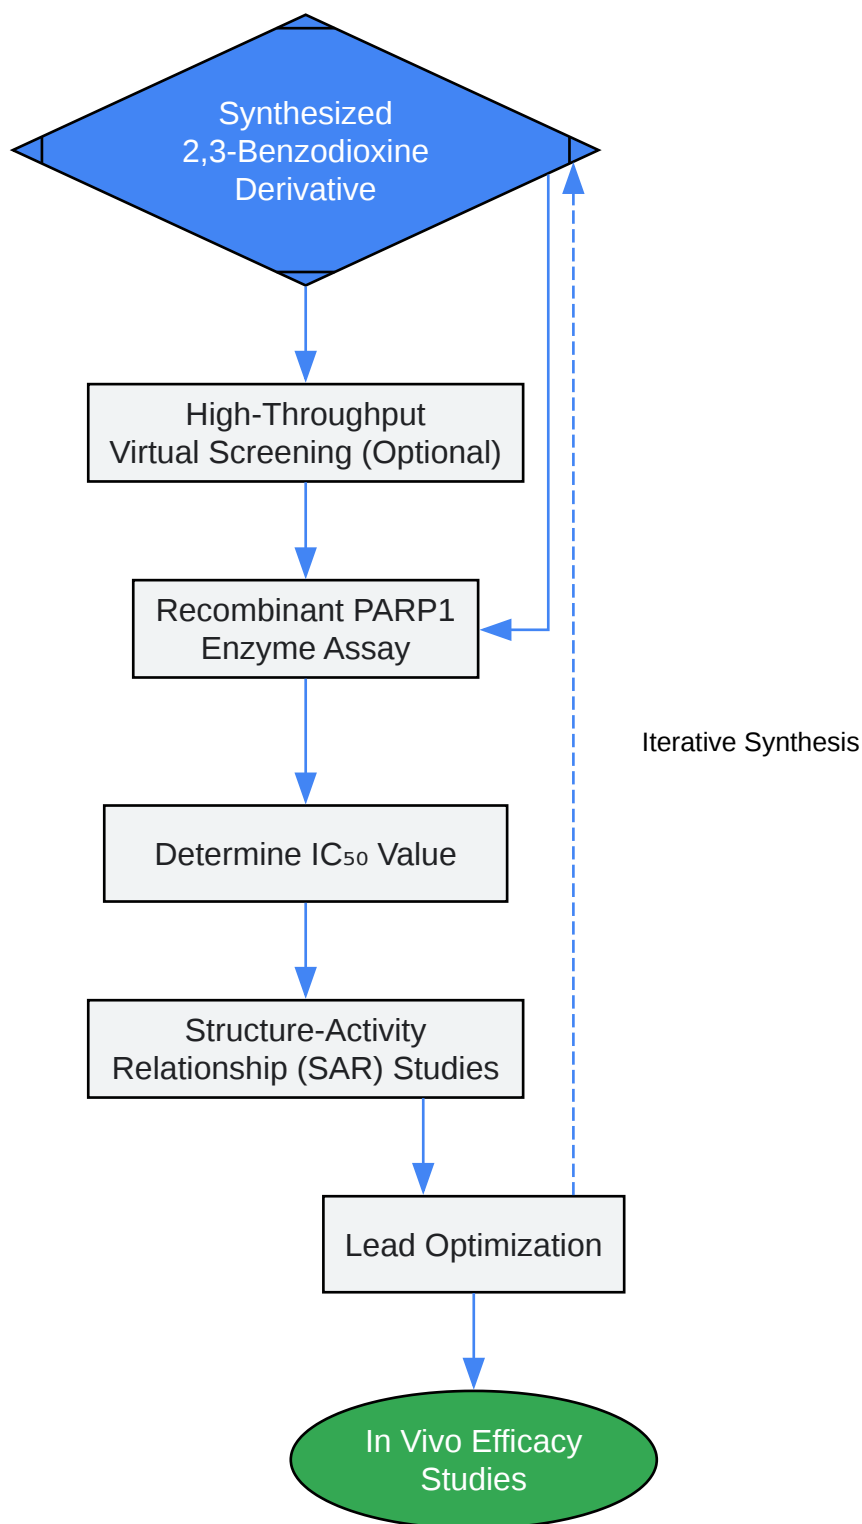 Synthesized
2,3-Benzodioxine
Derivative
High-Throughput
Virtual Screening (Optional)
Recombinant PARP1
Enzyme Assay
Iterative Synthesis
Determine IC₅₀ Value
Structure-Activity
Relationship (SAR) Studies
Lead Optimization
In Vivo Efficacy
Studies